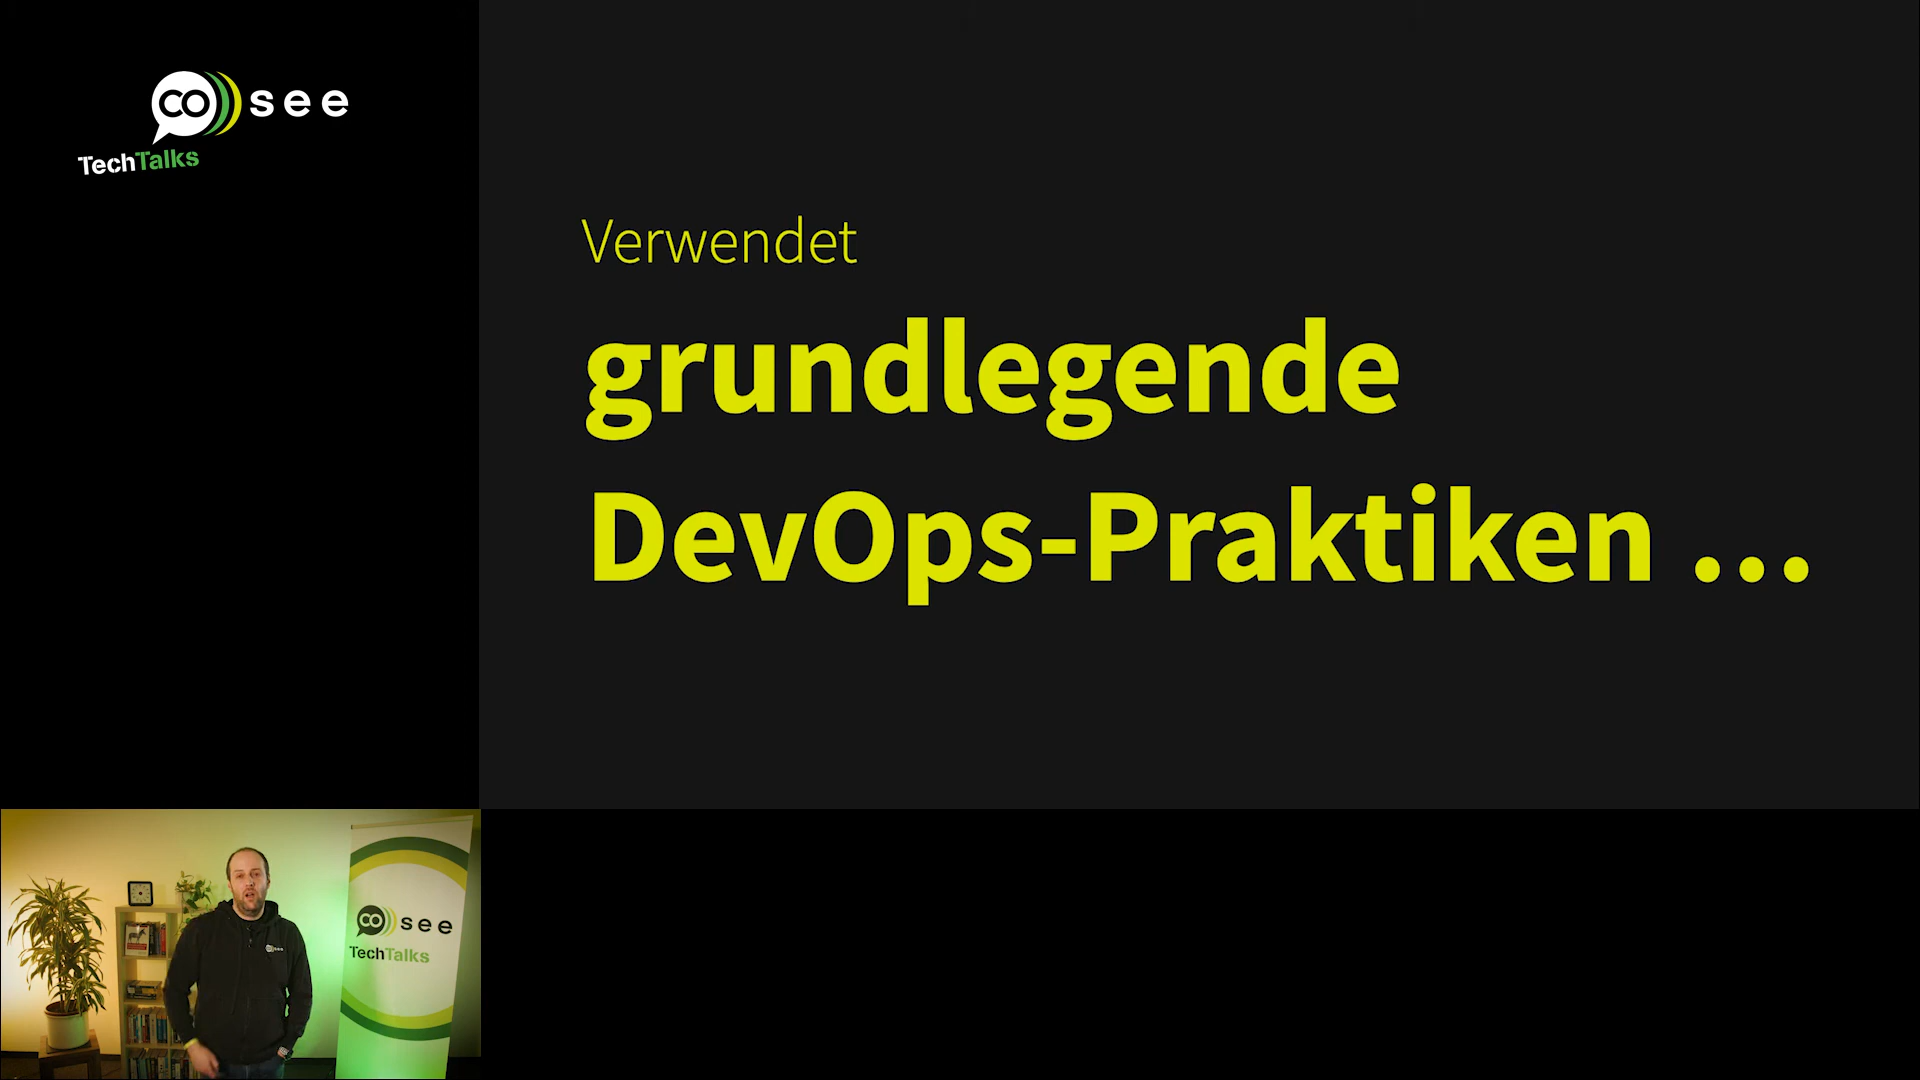 co see
TechTalks
Verwendet
grundlegende
DevOps-Praktiken ...
co see
TechTalks